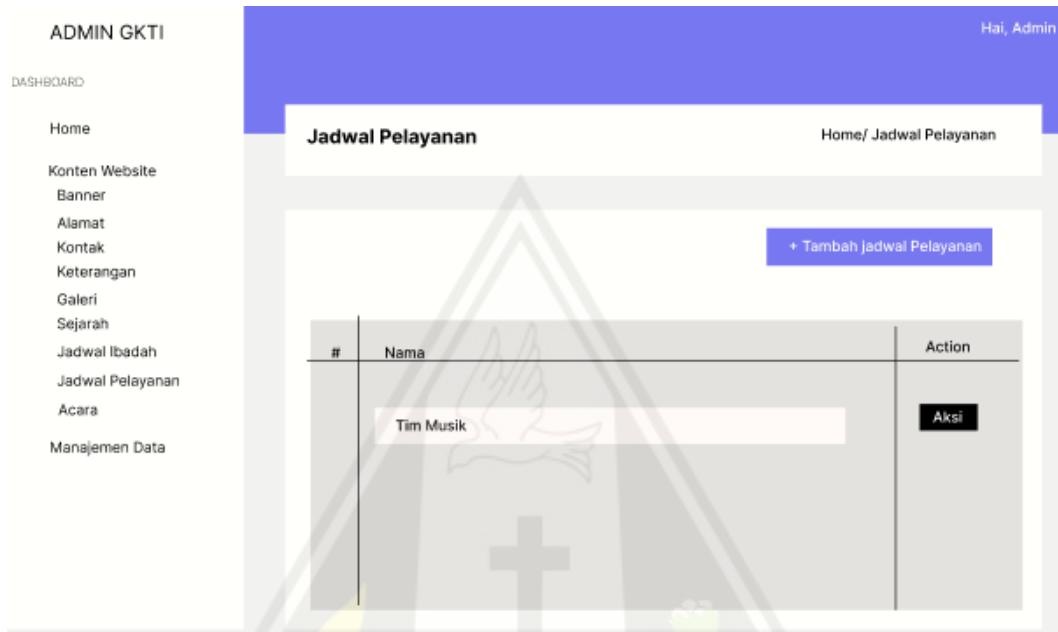 ADMIN GKTI
Hai, Admin
DASHBOARD
Home
Konten Website
Banner
Alamat
Kontak
Keterangan
Galeri
Sejarah
Jadwal Ibadah
Jadwal Pelayanan
Acara
Manajemen Data
Jadwal Pelayanan
Home/ Jadwal Pelayanan
+ Tambah jadwal Pelayanan
# Nama Action
Tim Musik Aksi